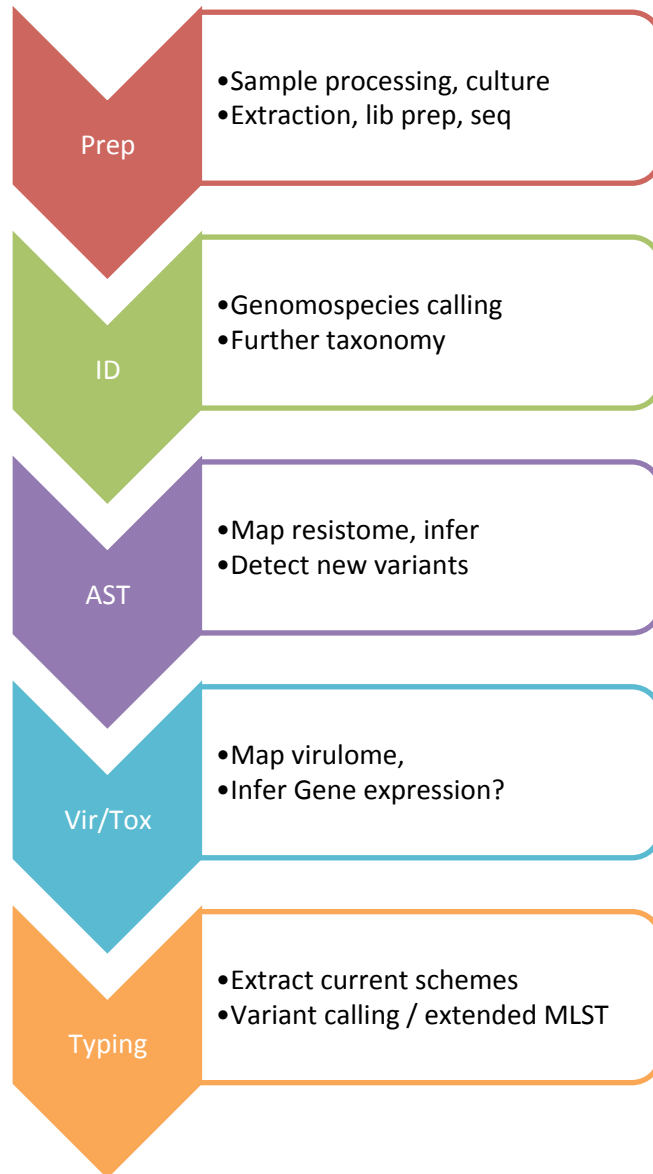 Prep
•Sample processing, culture
•Extraction, lib prep, seq
ID
•Genomospecies calling
•Further taxonomy
AST
•Map resistome, infer
•Detect new variants
Vir/Tox
•Map virulome,
•Infer Gene expression?
Typing
•Extract current schemes
•Variant calling / extended MLST